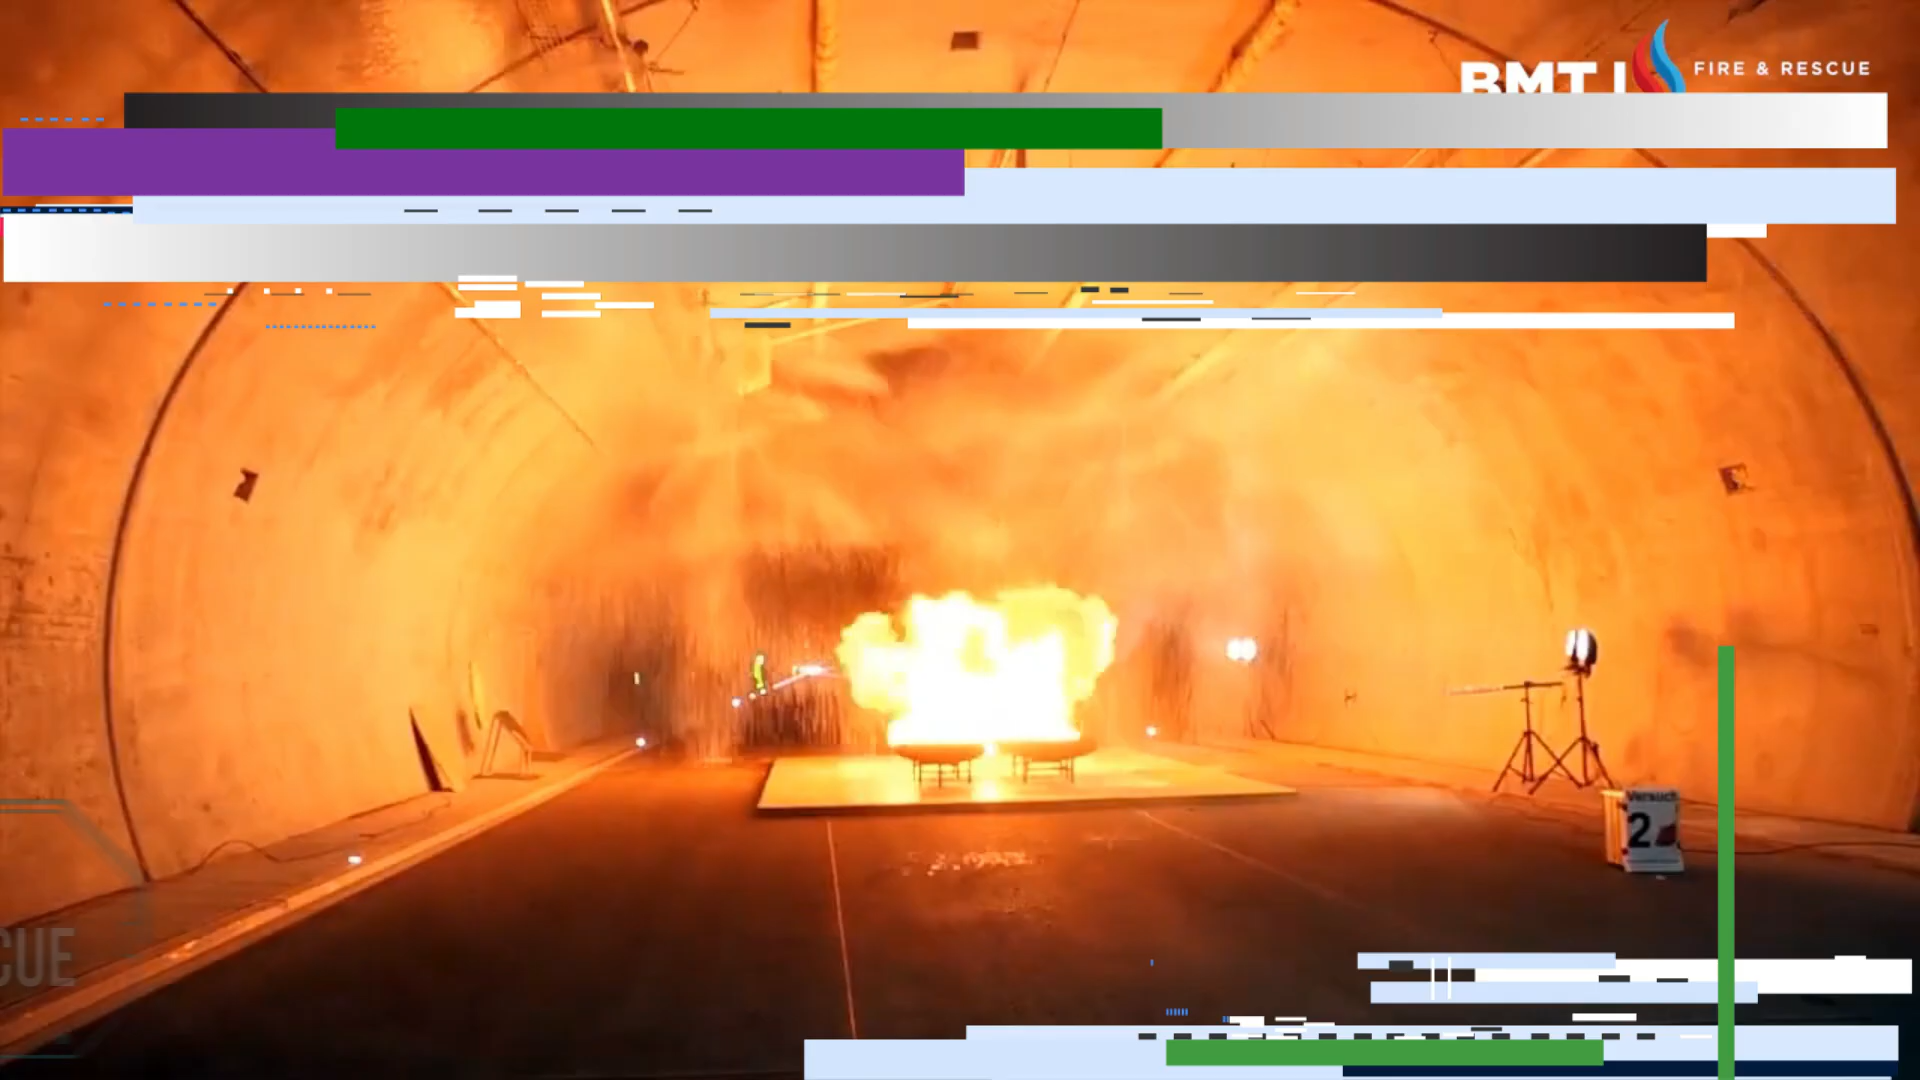 BMT | FIRE & RESCUE
Versuch
2
CUE